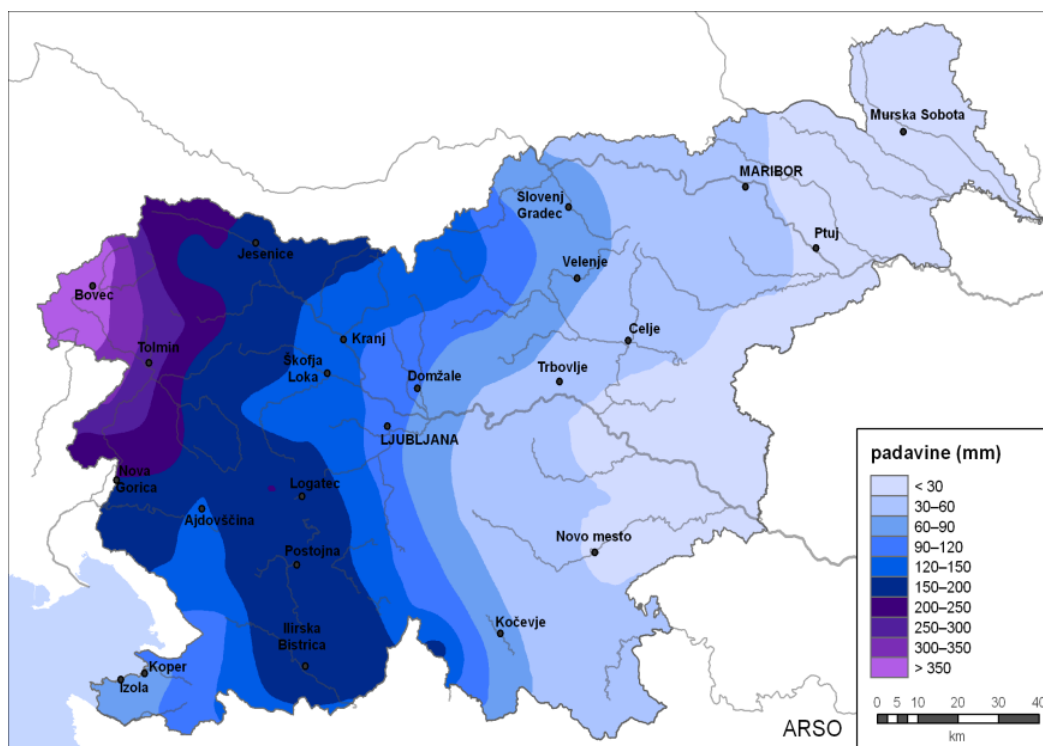 Murska Sobota
MARIBOR
Slovenj
Gradec
Ptuj
Jesenice
Velenje
Bovec
Celje
Kranj
Tolmin
Škofja
Loka
Trbovlje
Domžale
LJUBLJANA
Nova
Gorica
Logatec
Ajdovščina
Novo mesto
Postojna
Kočevje
Ilirska
Bistrica
Koper
Izola
padavine (mm)
< 30
30–60
60–90
90–120
120–150
150–200
200–250
250–300
300–350
> 350
ARSO
0 5 10 20 30 40
km